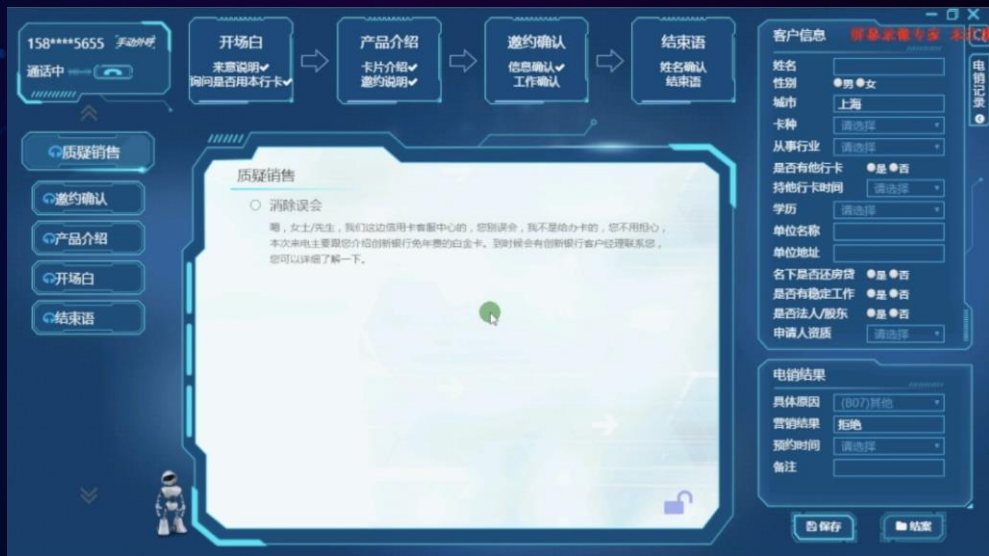 158****5655 手动外呼
通话中
开场白
来意说明✔
询问是否用本行卡✔
产品介绍
卡片介绍✔
邀约说明✔
邀约确认
信息确认✔
工作确认
结束语
姓名确认
结束语
质疑销售
邀约确认
产品介绍
开场白
结束语
质疑销售
消除误会
嗯，女士/先生，我们这边信用卡客服中心的，您别误会，我不是给办卡的，您不用担心，
本次来电主要跟您介绍创新银行免年费的白金卡。到时候会有创新银行客户经理联系您，
您可以详细了解一下。
客户信息
屏幕录像专家 未
姓名
性别 男 女
城市 上海
卡种 请选择
从事行业 请选择
是否有他行卡 是 否
持他行卡时间 请选择
学历 请选择
单位名称
单位地址
名下是否还房贷 是 否
是否有稳定工作 是 否
是否法人/股东 是 否
申请人资质 请选择
电销记录
电销结果
具体原因 (B07)其他
营销结果 拒绝
预约时间 请选择
备注
保存
结案